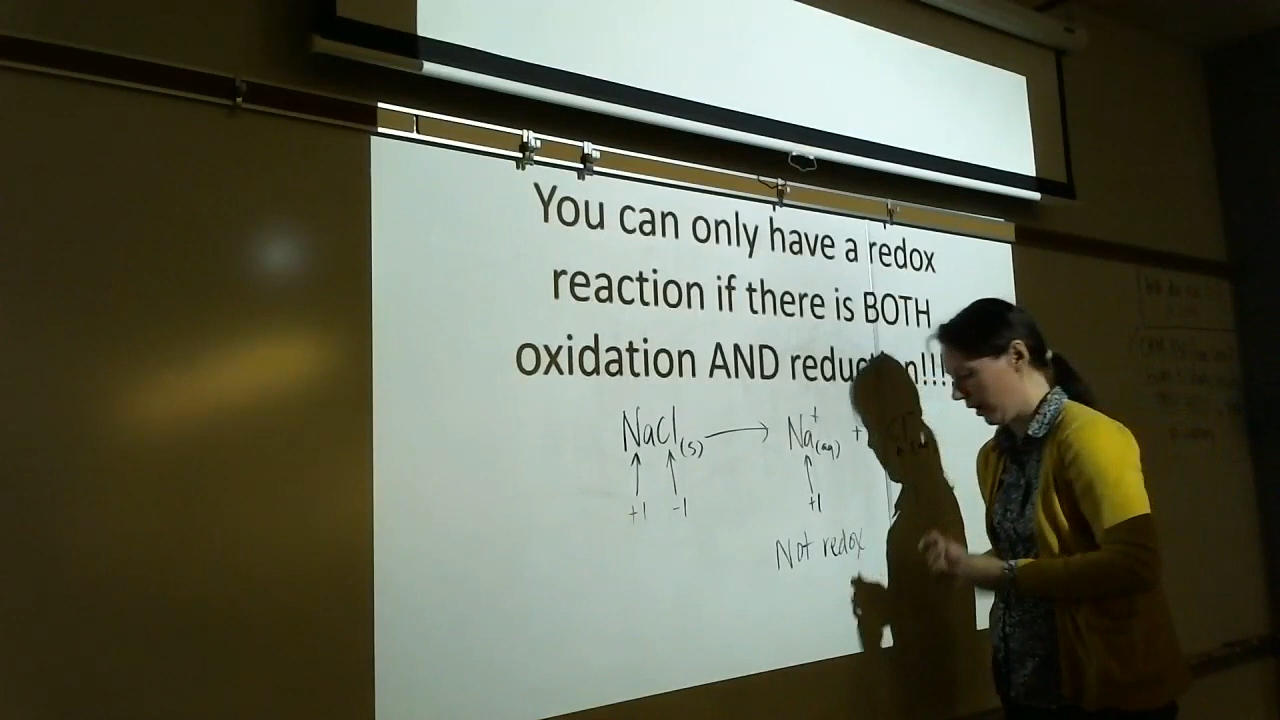 You can only have a redox
reaction if there is BOTH
oxidation AND reduction!!!
NaCl(s) → Na+(aq) +
+1 -1 +1
Not redox